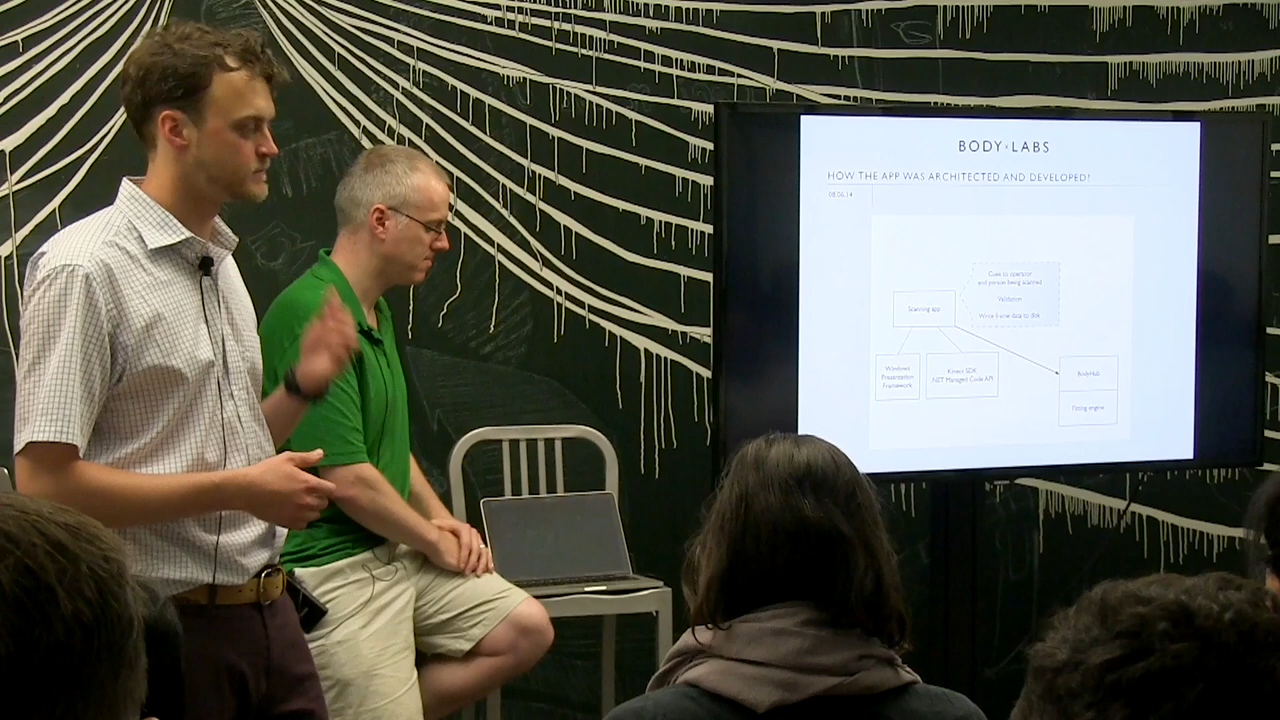 BODY LABS
HOW THE APP WAS ARCHITECTED AND DEVELOPED?
08.06.14
Cues to operator
and person being scanned
Validation
Write frame data to disk
Scanning app
Windows
Presentation
Framework
Kinect SDK
.NET Managed Code API
BodyHub
Fitting engine